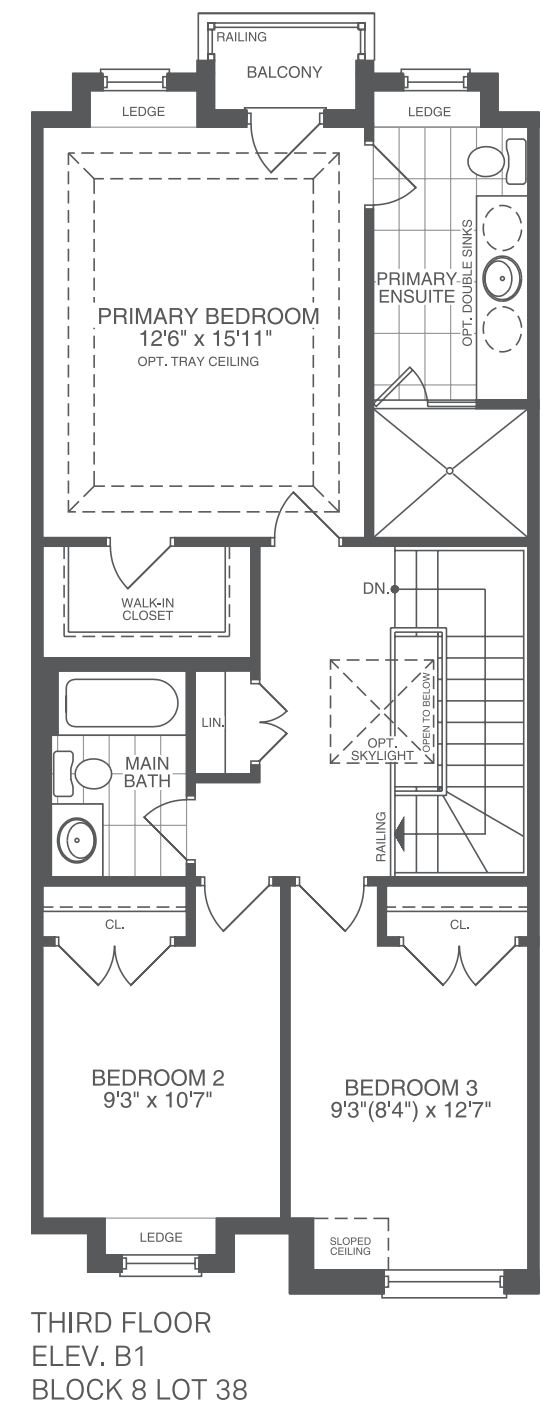 RAILING
BALCONY
LEDGE
LEDGE
OPT. DOUBLE SINKS
PRIMARY
ENSUITE
PRIMARY BEDROOM
12'6" x 15'11"
OPT. TRAY CEILING
DN.
WALK-IN
CLOSET
OPEN TO BELOW
LIN.
OPT.
SKYLIGHT
MAIN
BATH
RAILING
CL.
CL.
BEDROOM 2
9'3" x 10'7"
BEDROOM 3
9'3"(8'4") x 12'7"
LEDGE
SLOPED
CEILING
THIRD FLOOR
ELEV. B1
BLOCK 8 LOT 38